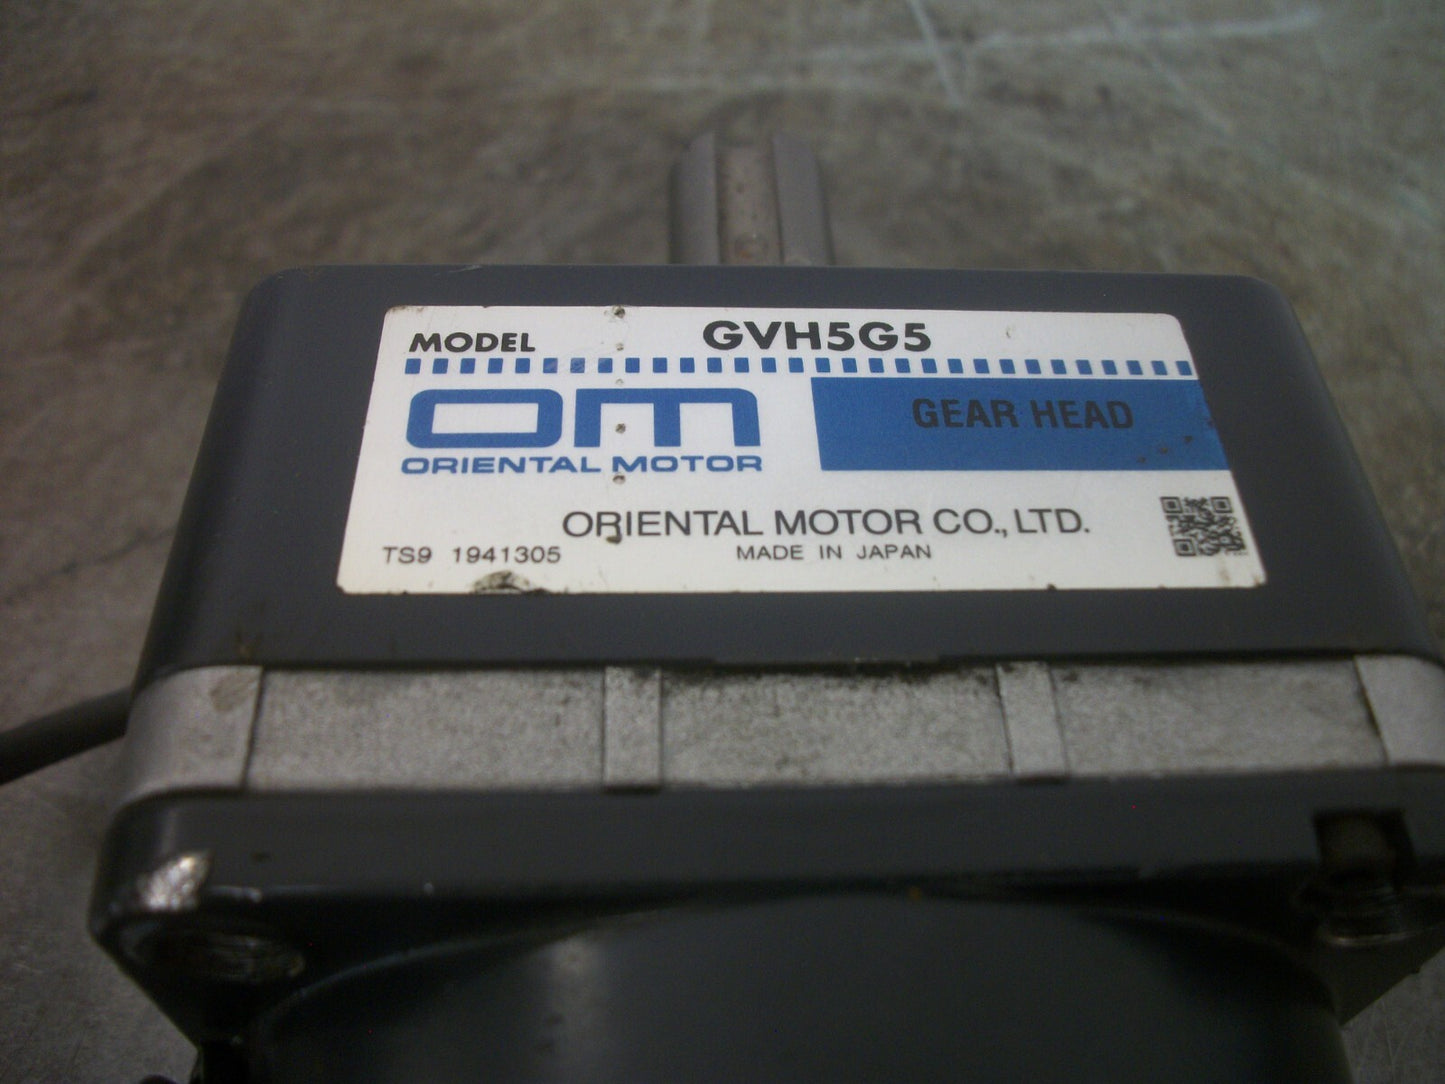 MODEL GVH5G5
om
ORIENTAL MOTOR
GEAR HEAD
ORIENTAL MOTOR CO., LTD.
TS9 1941305 MADE IN JAPAN